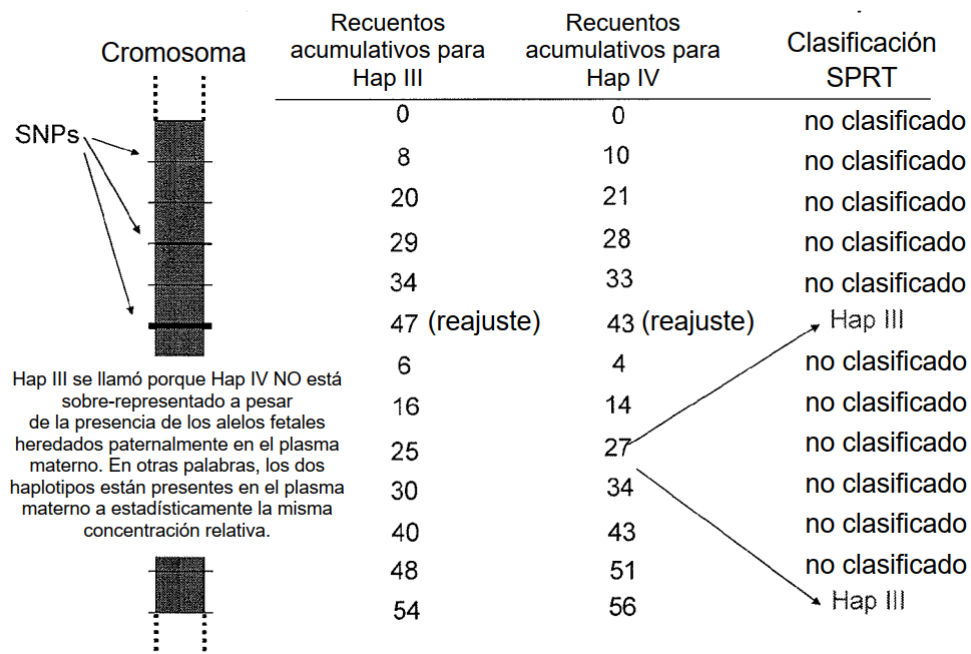 Cromosoma
Recuentos
acumulativos para
Hap III
Recuentos
acumulativos para
Hap IV
Clasificación
SPRT
SNPs
0 0 no clasificado
8 10 no clasificado
20 21 no clasificado
29 28 no clasificado
34 33 no clasificado
47 (reajuste) 43 (reajuste) Hap III
6 4 no clasificado
16 14 no clasificado
25 27 no clasificado
30 34 no clasificado
40 43 no clasificado
48 51 no clasificado
54 56 Hap III
Hap III se llamó porque Hap IV NO está
sobre-representado a pesar
de la presencia de los alelos fetales
heredados paternalmente en el plasma
materno. En otras palabras, los dos
haplotipos están presentes en el plasma
materno a estadísticamente la misma
concentración relativa.